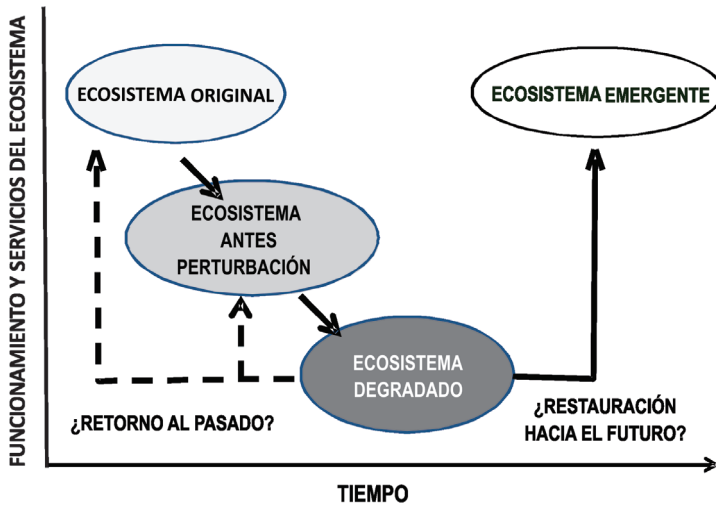 FUNCIONAMIENTO Y SERVICIOS DEL ECOSISTEMA
ECOSISTEMA ORIGINAL
ECOSISTEMA EMERGENTE
ECOSISTEMA
ANTES
PERTURBACIÓN
ECOSISTEMA
DEGRADADO
¿RETORNO AL PASADO?
¿RESTAURACIÓN
HACIA EL FUTURO?
TIEMPO